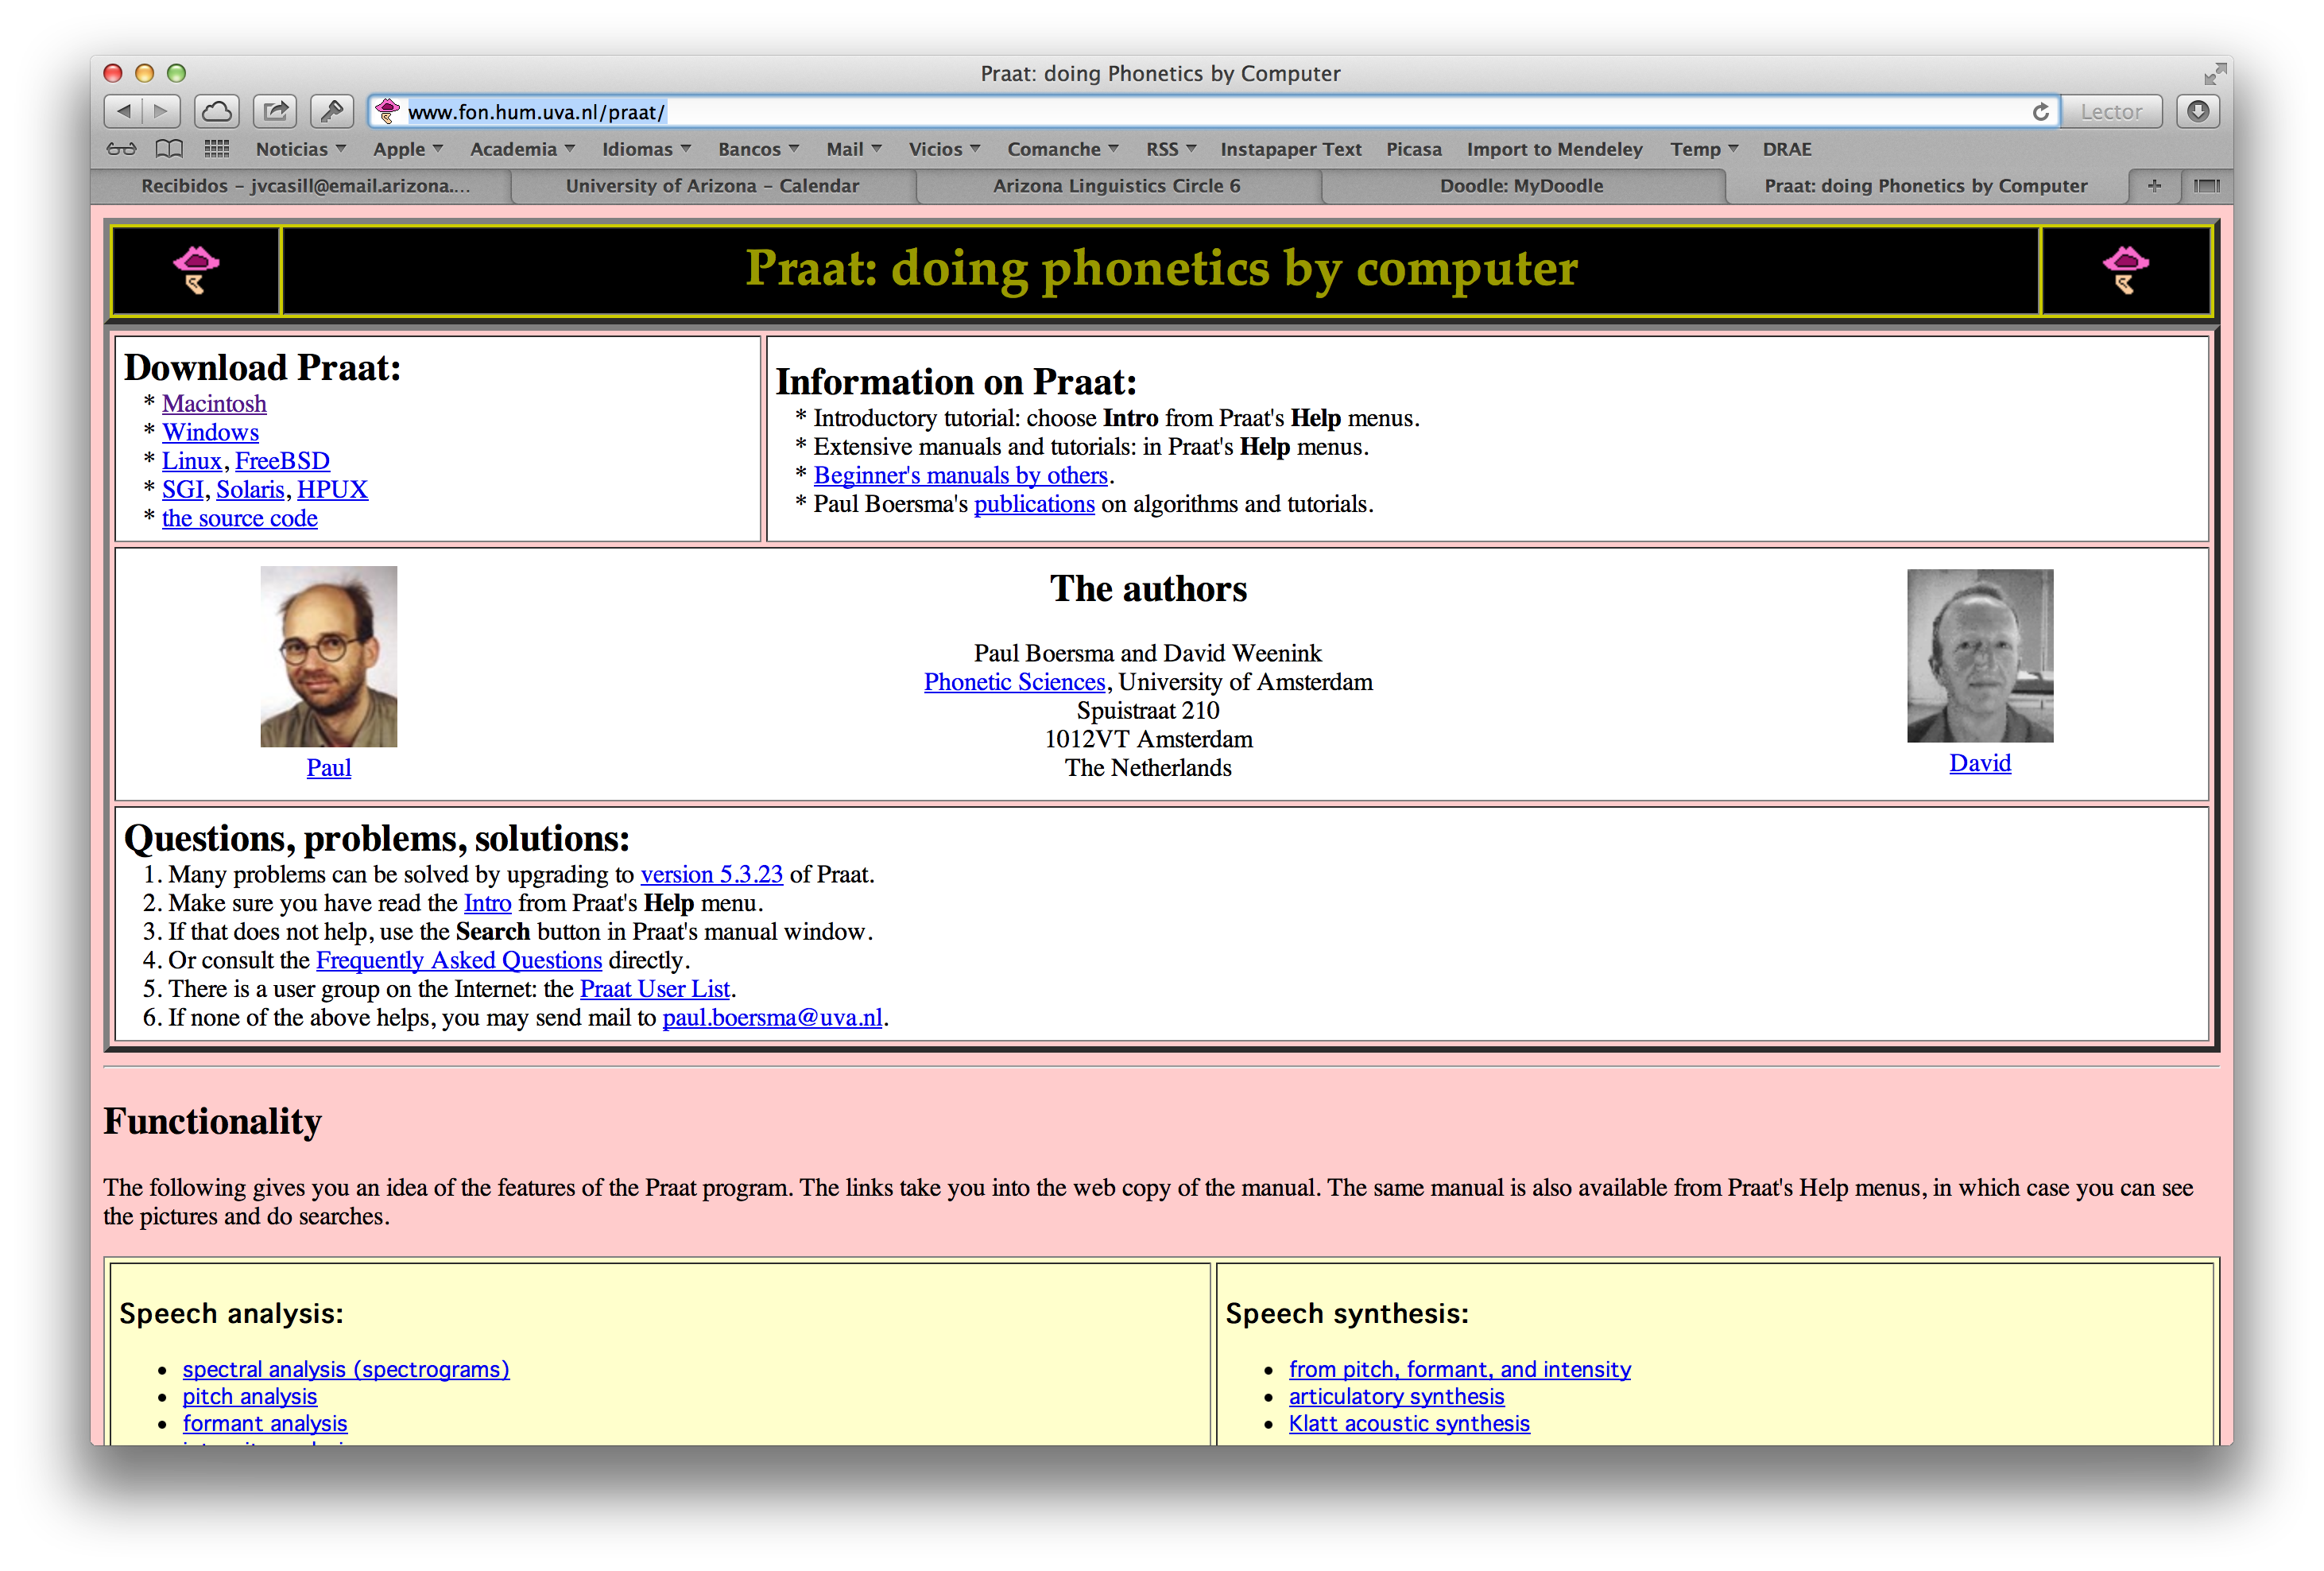 Praat: doing Phonetics by Computer
www.fon.hum.uva.nl/praat/
Lector
Noticias Apple Academia Idiomas Bancos Mail Vicios Comanche RSS Instapaper Text Picasa Import to Mendeley Temp DRAE
Recibidos – jvcasill@email.arizona.... University of Arizona – Calendar Arizona Linguistics Circle 6 Doodle: MyDoodle Praat: doing Phonetics by Computer +
Praat: doing phonetics by computer
Download Praat:
* Macintosh
* Windows
* Linux, FreeBSD
* SGI, Solaris, HPUX
* the source code
Information on Praat:
* Introductory tutorial: choose Intro from Praat's Help menus.
* Extensive manuals and tutorials: in Praat's Help menus.
* Beginner's manuals by others.
* Paul Boersma's publications on algorithms and tutorials.
Paul
The authors
Paul Boersma and David Weenink
Phonetic Sciences, University of Amsterdam
Spuistraat 210
1012VT Amsterdam
The Netherlands
David
Questions, problems, solutions:
1. Many problems can be solved by upgrading to version 5.3.23 of Praat.
2. Make sure you have read the Intro from Praat's Help menu.
3. If that does not help, use the Search button in Praat's manual window.
4. Or consult the Frequently Asked Questions directly.
5. There is a user group on the Internet: the Praat User List.
6. If none of the above helps, you may send mail to paul.boersma@uva.nl.
Functionality
The following gives you an idea of the features of the Praat program. The links take you into the web copy of the manual. The same manual is also available from Praat's Help menus, in which case you can see
the pictures and do searches.
Speech analysis:
• spectral analysis (spectrograms)
• pitch analysis
• formant analysis
Speech synthesis:
• from pitch, formant, and intensity
• articulatory synthesis
• Klatt acoustic synthesis